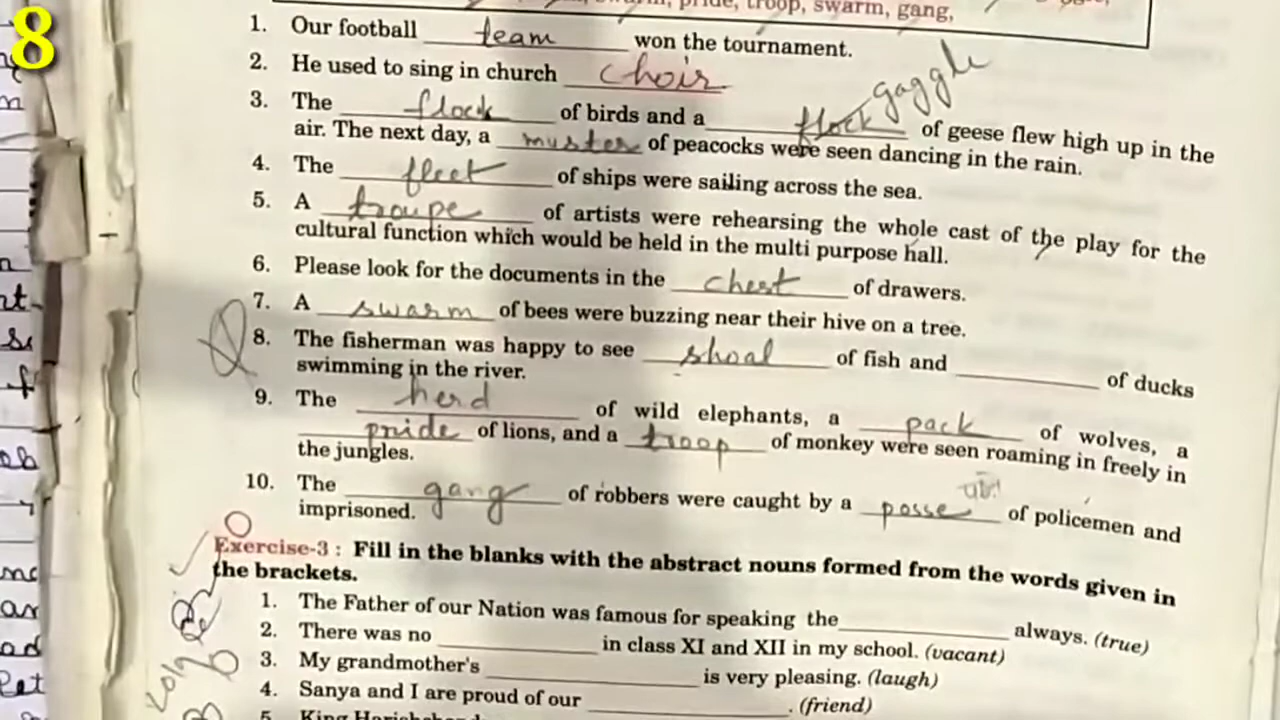 8
pride, troop, swarm, gang,
1. Our football team won the tournament.
2. He used to sing in church choir
gaggle
3. The flock of birds and a flock of geese flew high up in the
air. The next day, a muster of peacocks were seen dancing in the rain.
4. The fleet of ships were sailing across the sea.
5. A troupe of artists were rehearsing the whole cast of the play for the
cultural function which would be held in the multi purpose hall.
6. Please look for the documents in the chest of drawers.
7. A swarm of bees were buzzing near their hive on a tree.
8. The fisherman was happy to see shoal of fish and ____ of ducks
swimming in the river.
9. The herd of wild elephants, a pack of wolves, a
pride of lions, and a troop of monkey were seen roaming in freely in
the jungles.
10. The gang of robbers were caught by a posse of policemen and
imprisoned.
Exercise-3 : Fill in the blanks with the abstract nouns formed from the words given in
the brackets.
1. The Father of our Nation was famous for speaking the ____ always. (true)
2. There was no ____ in class XI and XII in my school. (vacant)
3. My grandmother's ____ is very pleasing. (laugh)
4. Sanya and I are proud of our ____. (friend)
5. King